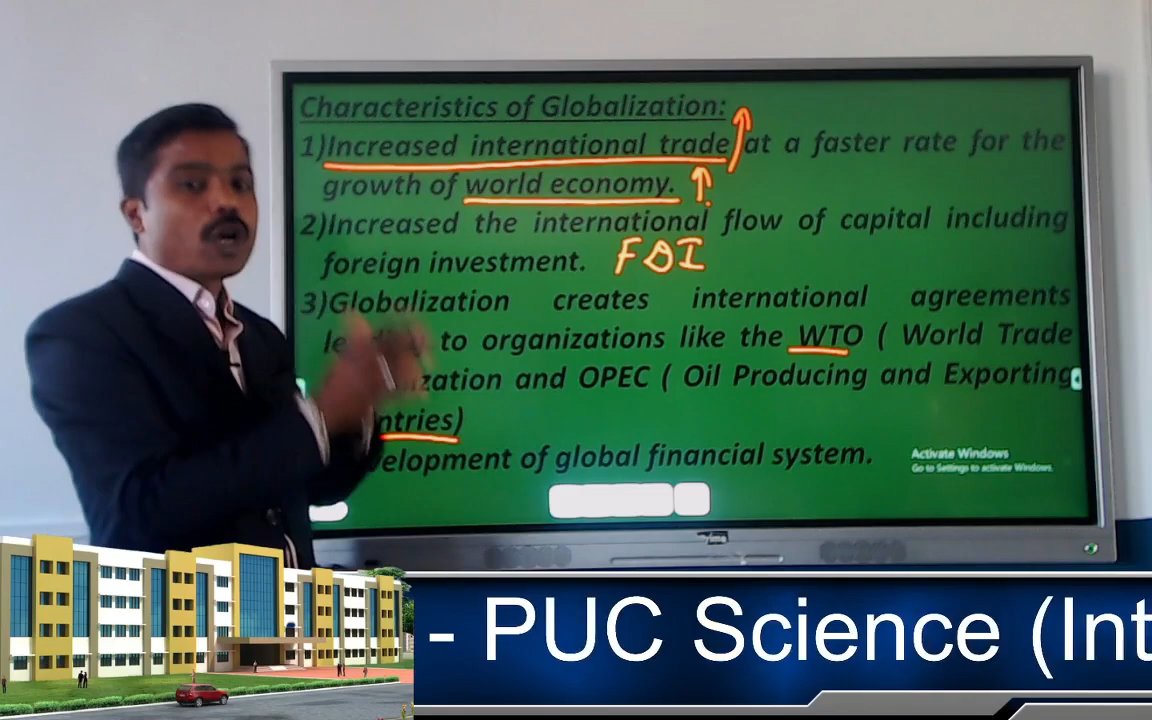 Characteristics of Globalization:
1)Increased international trade at a faster rate for the
growth of world economy.
2)Increased the international flow of capital including
foreign investment. FDI
3)Globalization creates international agreements
to organizations like the WTO ( World Trade
and OPEC ( Oil Producing and Exporting
of global financial system.
Activate Windows
Go to Settings to activate Windows.
- PUC Science (Int